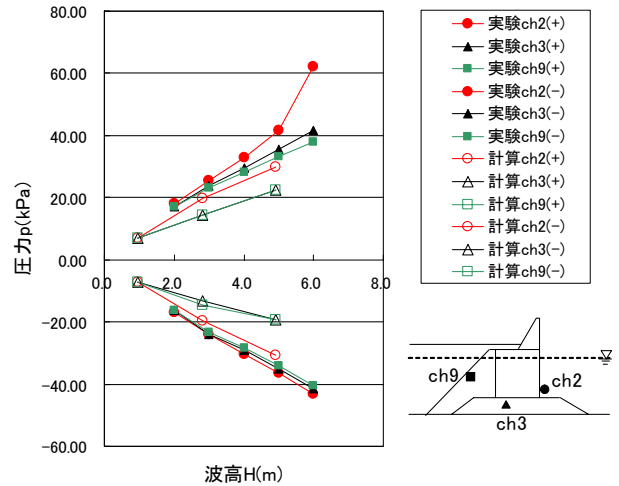 80.00
60.00
40.00
20.00
0.00
-20.00
-40.00
-60.00
0.0 2.0 4.0 6.0 8.0
圧力p(kPa)
波高H(m)
実験ch2(+)
実験ch3(+)
実験ch9(+)
実験ch2(-)
実験ch3(-)
実験ch9(-)
計算ch2(+)
計算ch3(+)
計算ch9(+)
計算ch2(-)
計算ch3(-)
計算ch9(-)
ch9
ch2
ch3